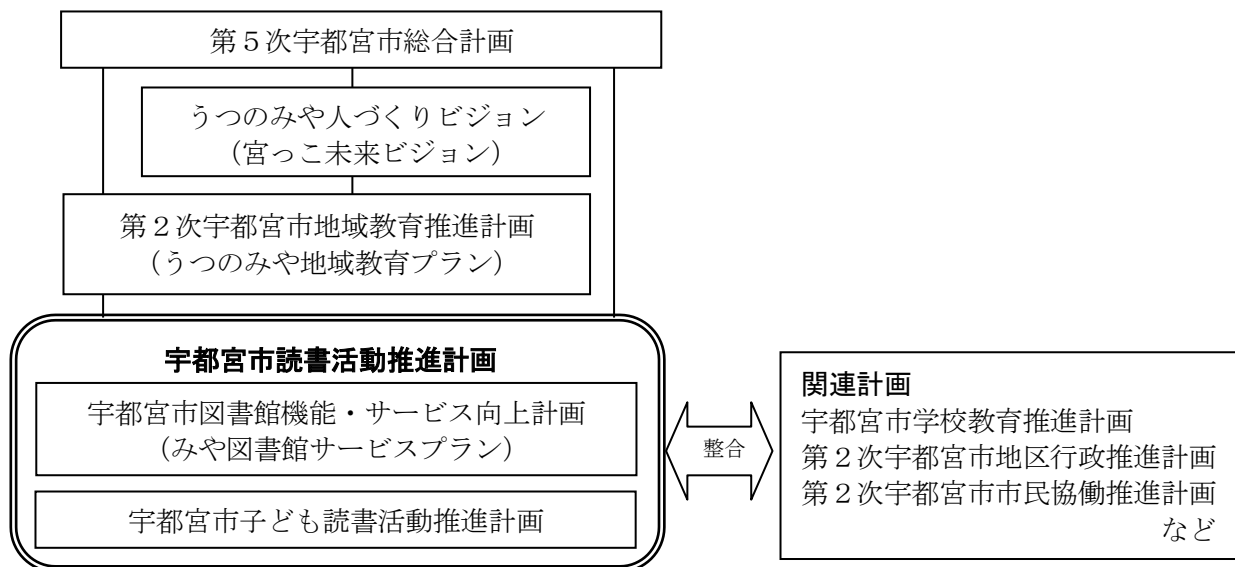 第５次宇都宮市総合計画
うつのみや人づくりビジョン
（宮っこ未来ビジョン）
第２次宇都宮市地域教育推進計画
（うつのみや地域教育プラン）
宇都宮市読書活動推進計画
宇都宮市図書館機能・サービス向上計画
（みや図書館サービスプラン）
宇都宮市子ども読書活動推進計画
整合
関連計画
宇都宮市学校教育推進計画
第２次宇都宮市地区行政推進計画
第２次宇都宮市市民協働推進計画
など